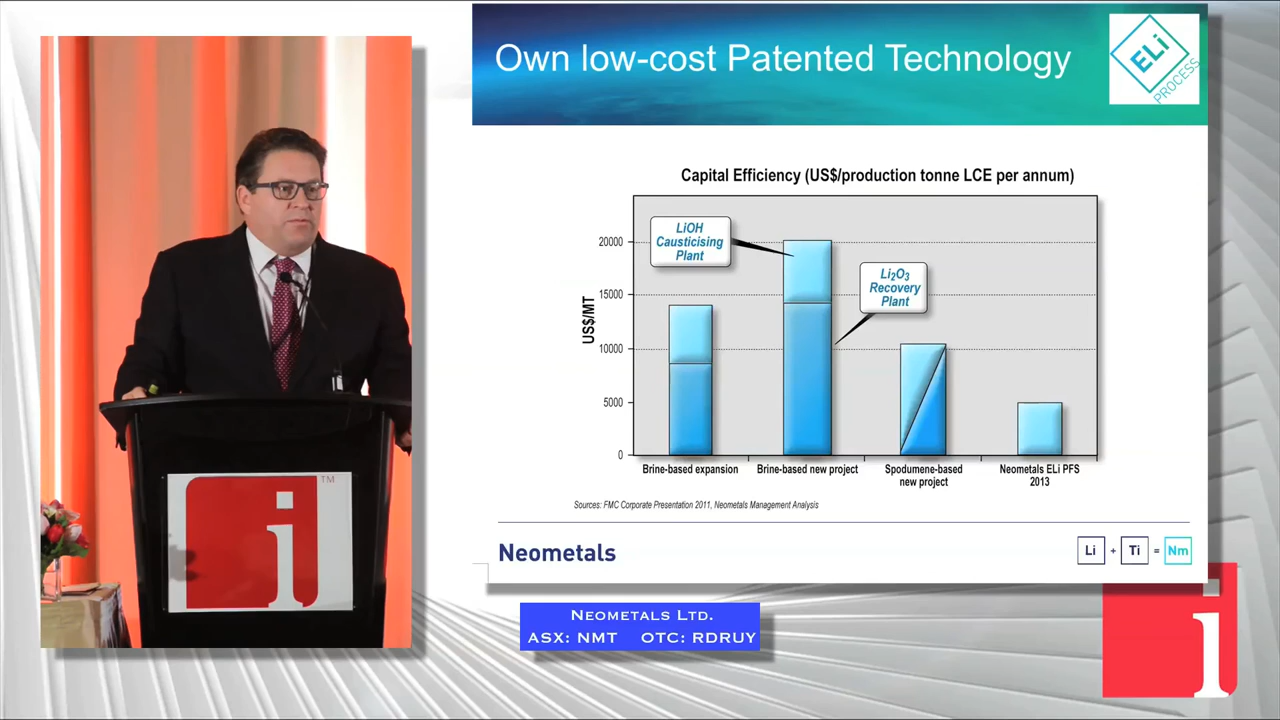 Own low-cost Patented Technology
ELi
PROCESS
Capital Efficiency (US$/production tonne LCE per annum)
US$/MT
20000
15000
10000
5000
0
LiOH
Causticising
Plant
Li₂O₃
Recovery
Plant
Brine-based expansion
Brine-based new project
Spodumene-based
new project
Neometals ELi PFS
2013
Sources: FMC Corporate Presentation 2011, Neometals Management Analysis
Neometals
Li + Ti = Nm
NEOMETALS LTD.
ASX: NMT OTC: RDRUY
i
TM
i